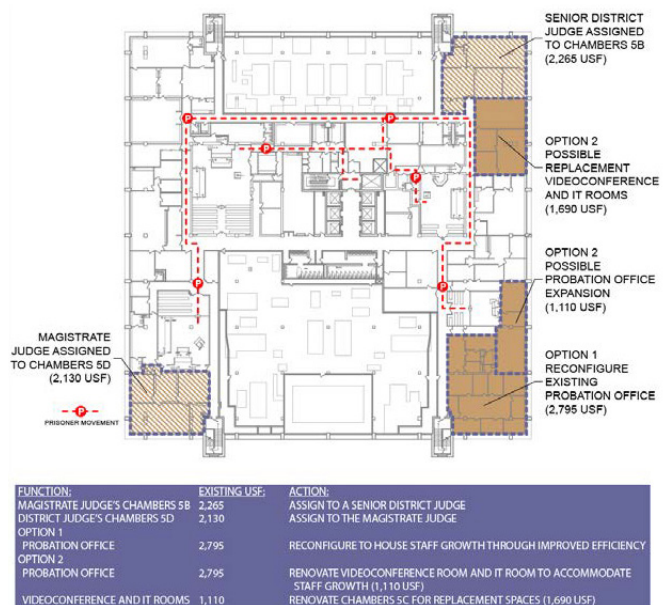 SENIOR DISTRICT
JUDGE ASSIGNED
TO CHAMBERS 5B
(2,265 USF)
OPTION 2
POSSIBLE
REPLACEMENT
VIDEOCONFERENCE
AND IT ROOMS
(1,690 USF)
OPTION 2
POSSIBLE
PROBATION OFFICE
EXPANSION
(1,110 USF)
OPTION 1
RECONFIGURE
EXISTING
PROBATION OFFICE
(2,795 USF)
MAGISTRATE
JUDGE ASSIGNED
TO CHAMBERS 5D
(2,130 USF)
P
P
P
P
P
P
P
PRISONER MOVEMENT
FUNCTION: EXISTING USF: ACTION:
MAGISTRATE JUDGE'S CHAMBERS 5B 2,265 ASSIGN TO A SENIOR DISTRICT JUDGE
DISTRICT JUDGE'S CHAMBERS 5D 2,130 ASSIGN TO THE MAGISTRATE JUDGE
OPTION 1
PROBATION OFFICE 2,795 RECONFIGURE TO HOUSE STAFF GROWTH THROUGH IMPROVED EFFICIENCY
OPTION 2
PROBATION OFFICE 2,795 RENOVATE VIDEOCONFERENCE ROOM AND IT ROOM TO ACCOMMODATE
STAFF GROWTH (1,110 USF)
VIDEOCONFERENCE AND IT ROOMS 1,110 RENOVATE CHAMBERS 5C FOR REPLACEMENT SPACES (1,690 USF)